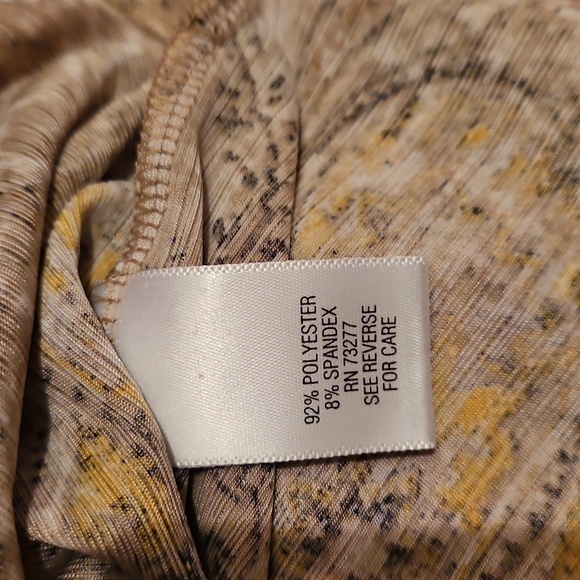 92% POLYESTER
8% SPANDEX
RN 73277
SEE REVERSE
FOR CARE